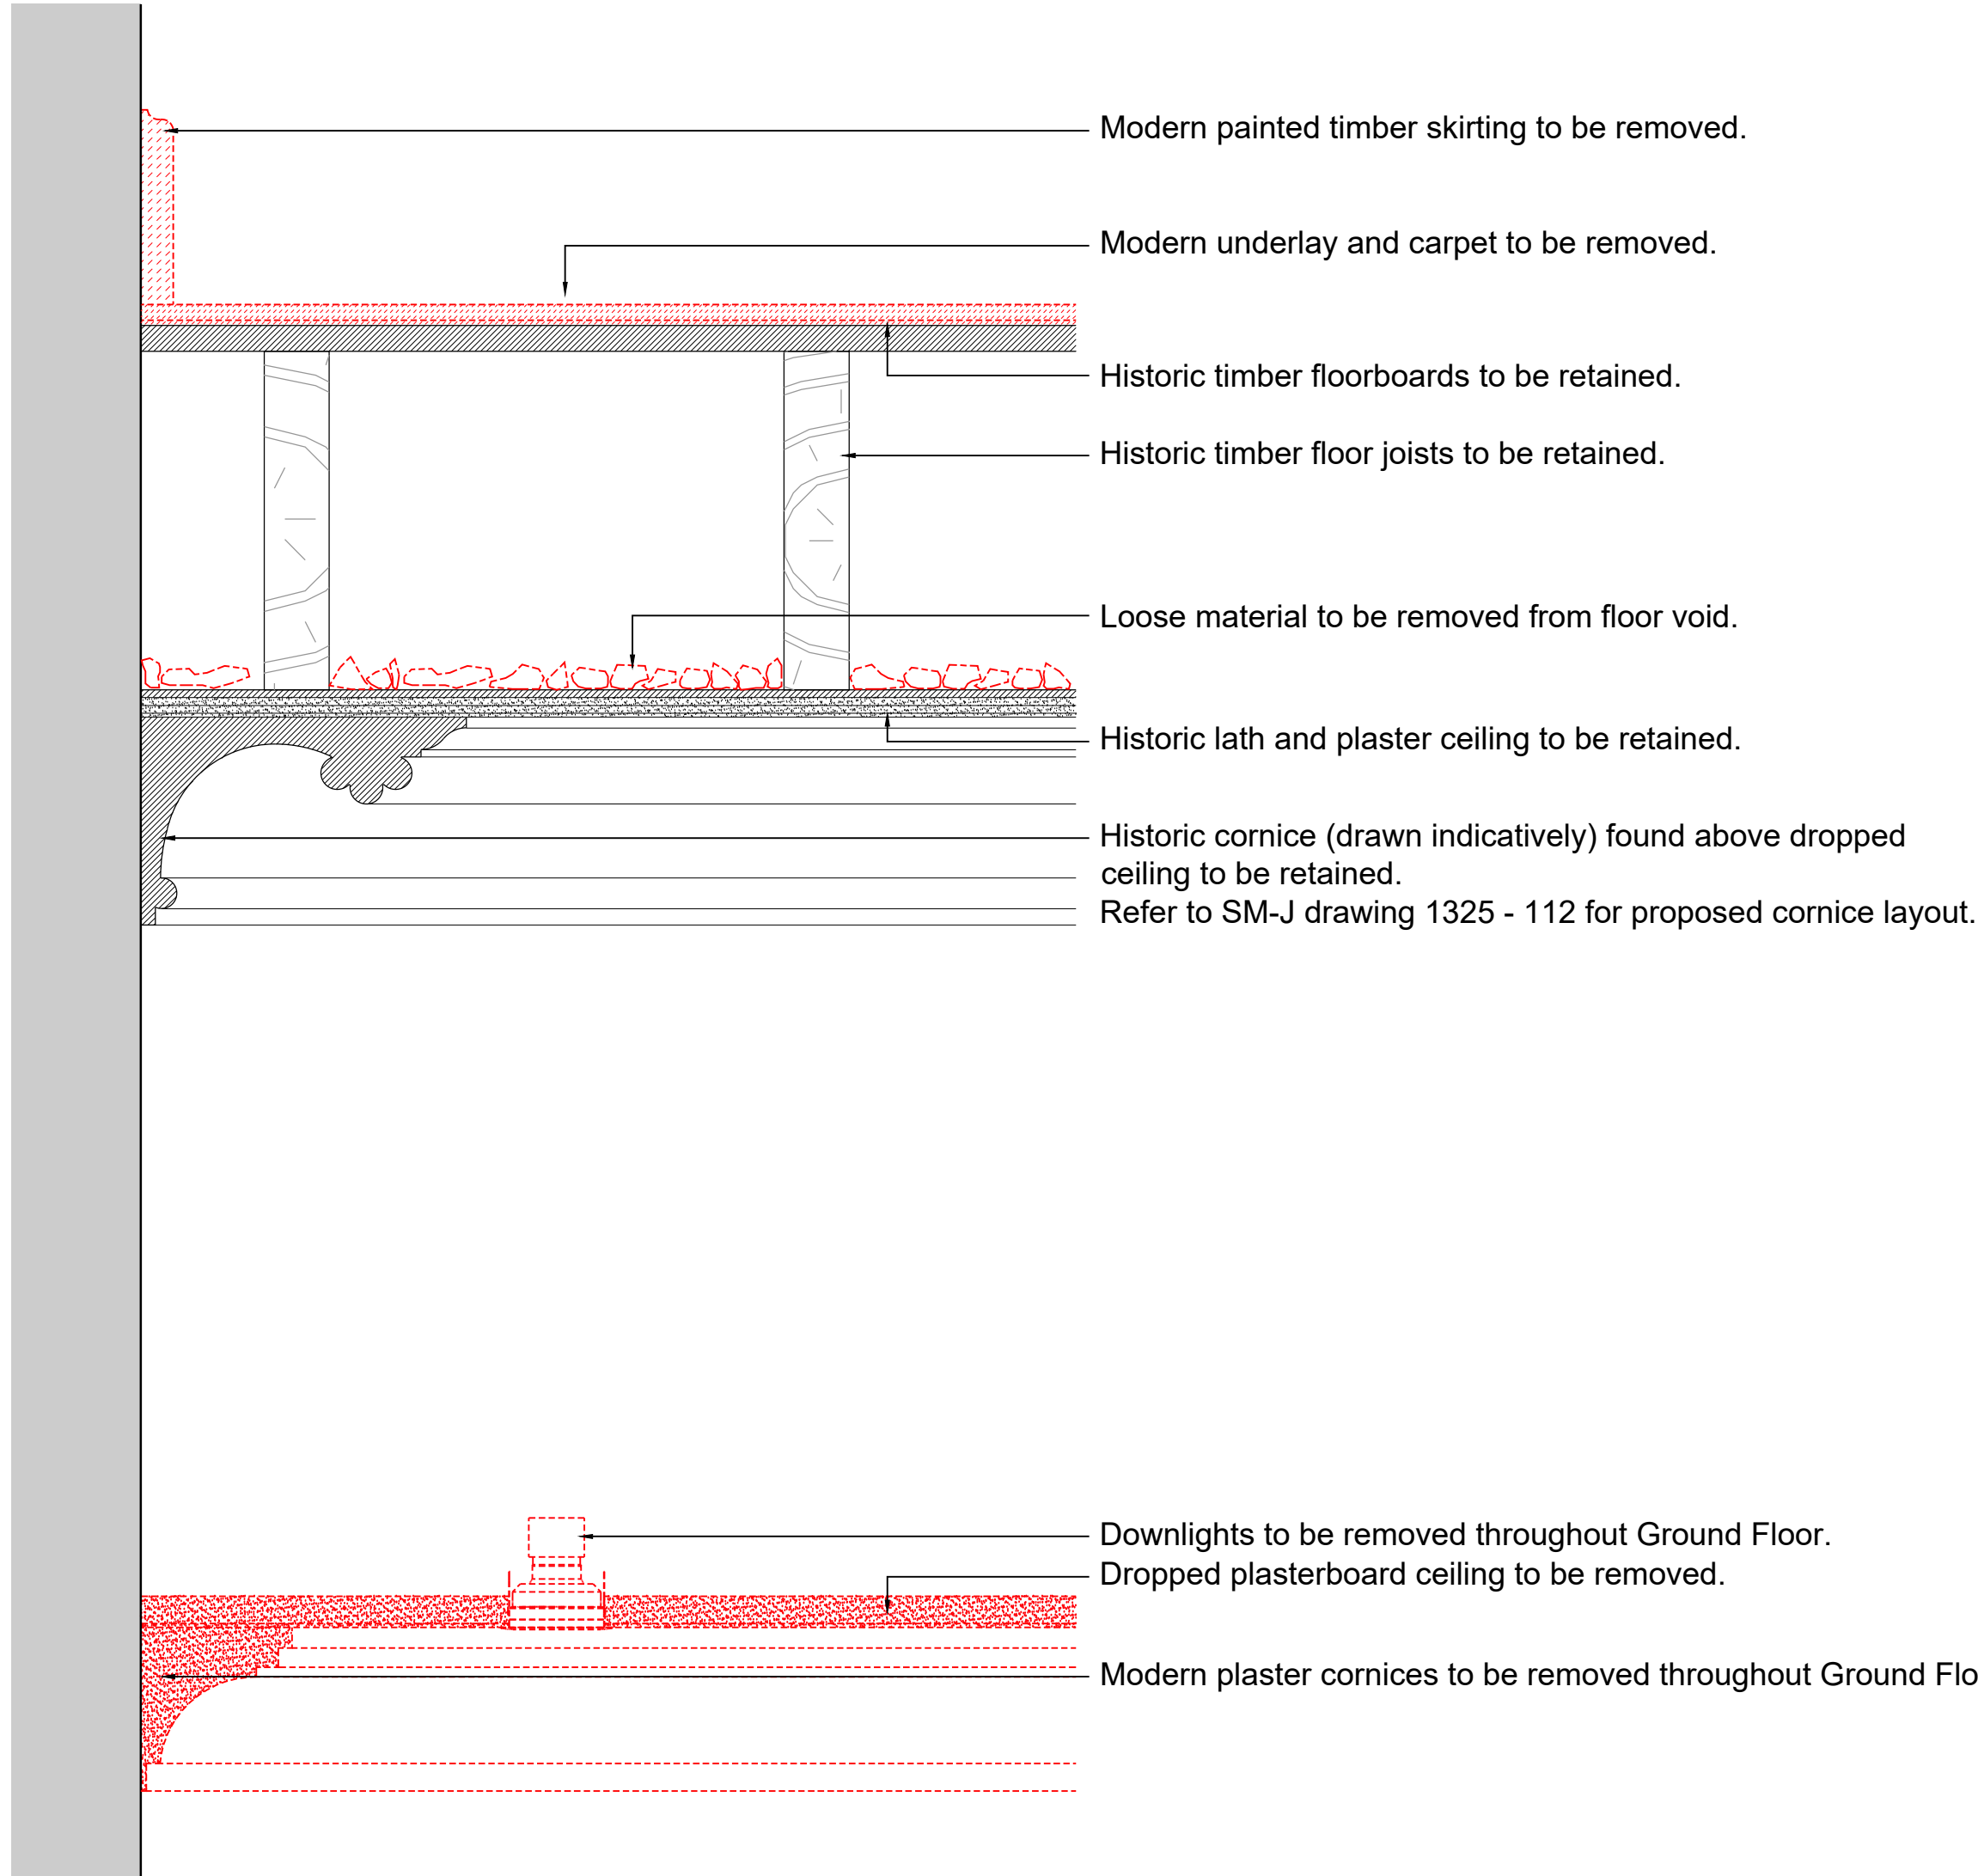 Modern painted timber skirting to be removed.
Modern underlay and carpet to be removed.
Historic timber floorboards to be retained.
Historic timber floor joists to be retained.
Loose material to be removed from floor void.
Historic lath and plaster ceiling to be retained.
Historic cornice (drawn indicatively) found above dropped
ceiling to be retained.
Refer to SM-J drawing 1325 - 112 for proposed cornice layout.
Downlights to be removed throughout Ground Floor.
Dropped plasterboard ceiling to be removed.
Modern plaster cornices to be removed throughout Ground Flo